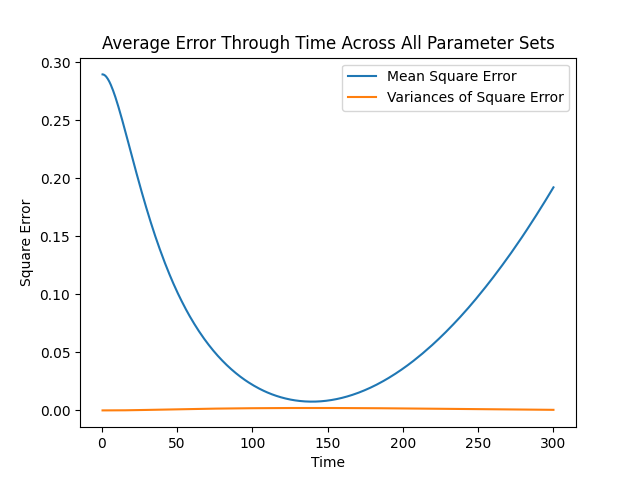 Average Error Through Time Across All Parameter Sets
Mean Square Error
Variances of Square Error
Square Error
0.30
0.25
0.20
0.15
0.10
0.05
0.00
0 50 100 150 200 250 300
Time